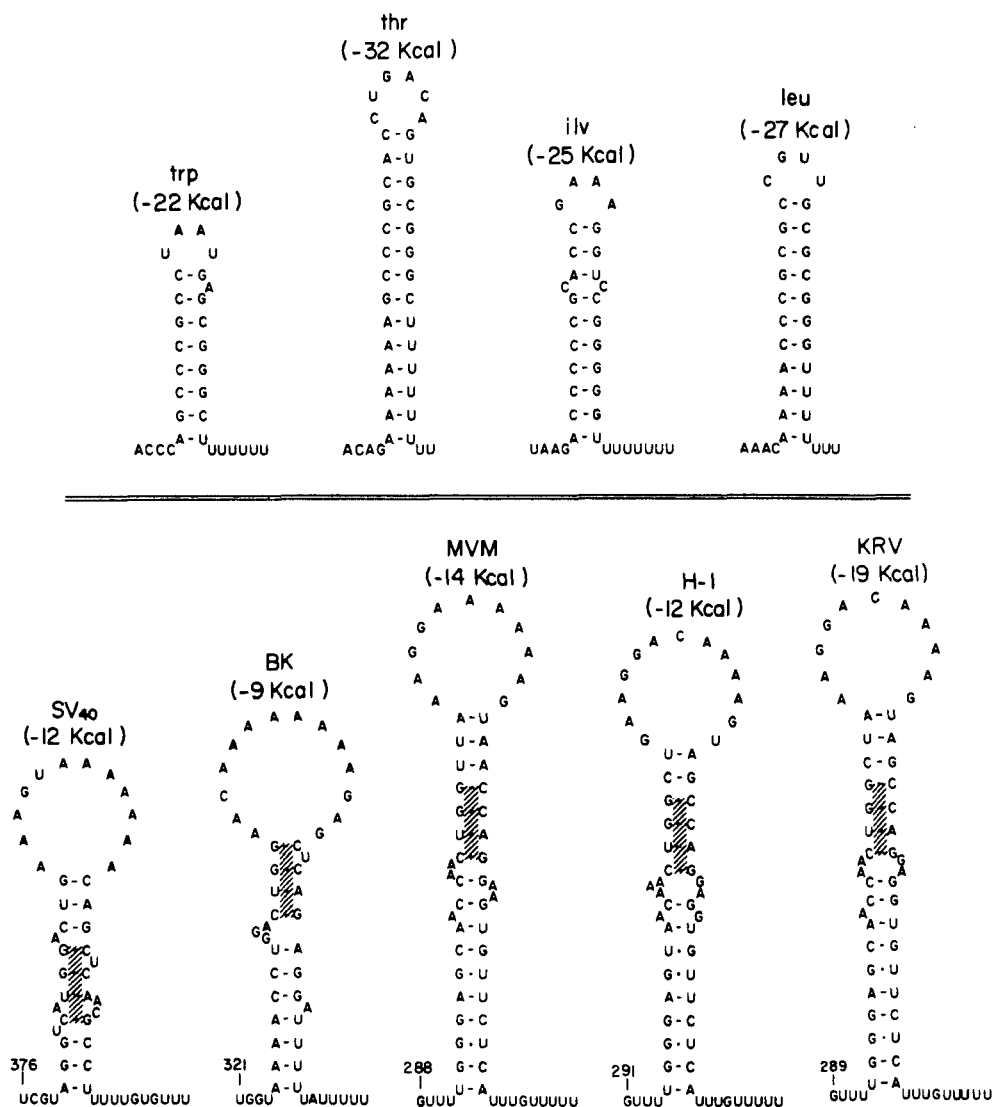 trp
(-22 Kcal)
A A
U U
C-G
A
C-G
G-C
C-G
C-G
C-G
G-C
A-U
ACCC UUUUUU
thr
(-32 Kcal)
G A
U C
C A
C-G
A-U
C-G
G-C
C-G
C-G
C-G
G-C
A-U
A-U
A-U
A-U
A-U
A-U
ACAG UU
ilv
(-25 Kcal)
A A
G A
C-G
C-G
A-U
C C
G-C
C-G
C-G
C-G
C-G
C-G
A-U
UAAG UUUUUUU
leu
(-27 Kcal)
G U
C U
C-G
G-C
C-G
G-C
C-G
C-G
C-G
A-U
A-U
A-U
A-U
AAAC UUU
SV40
(-12 Kcal)
A A
U A
G A
A A
A A
A
G-C
U-A
C-G
A
G C
U
G C
U A
A A
C G C
U
G-C
G-C
A-U
376
UCGU UUUUGUGUUU
BK
(-9 Kcal)
A A A
A A
A A
A A
C G
A A
A G
G C
U
G C
U A
C G
A
G G
U-A
C-G
C-G
A
A-U
A-U
A-U
A-U
321
UGGU UAUUUUU
MVM
(-14 Kcal)
A
A A
G A
G A
A A
A G
A-U
U-A
U-A
G C
G C
U A
C G
A
A
C-G
A
C-G A
A
A-U
C-G
G·U
A-U
G-C
G·U
G-C
U-A
288
GUUU UUUGUUUUU
H-1
(-12 Kcal)
C
A A
G A
G A
A A
A G
G U
U-A
C-G
G C
G C
U A
C G
A G
A A
A
C-G
A G
A-U
U·G
G·U
A-U
G-C
G·U
G-C
U-A
291
GUUU UUUGUUUUU
KRV
(-19 Kcal)
C
A A
G A
G A
A A
A G
A-U
U-A
C-G
G C
G C
U A
C G
A G
A A
C-G
C-G
A
A-U
C-G
G·U
A-U
G-C
G·U
G-C
U-A
289
GUUU UUUGUUUUU